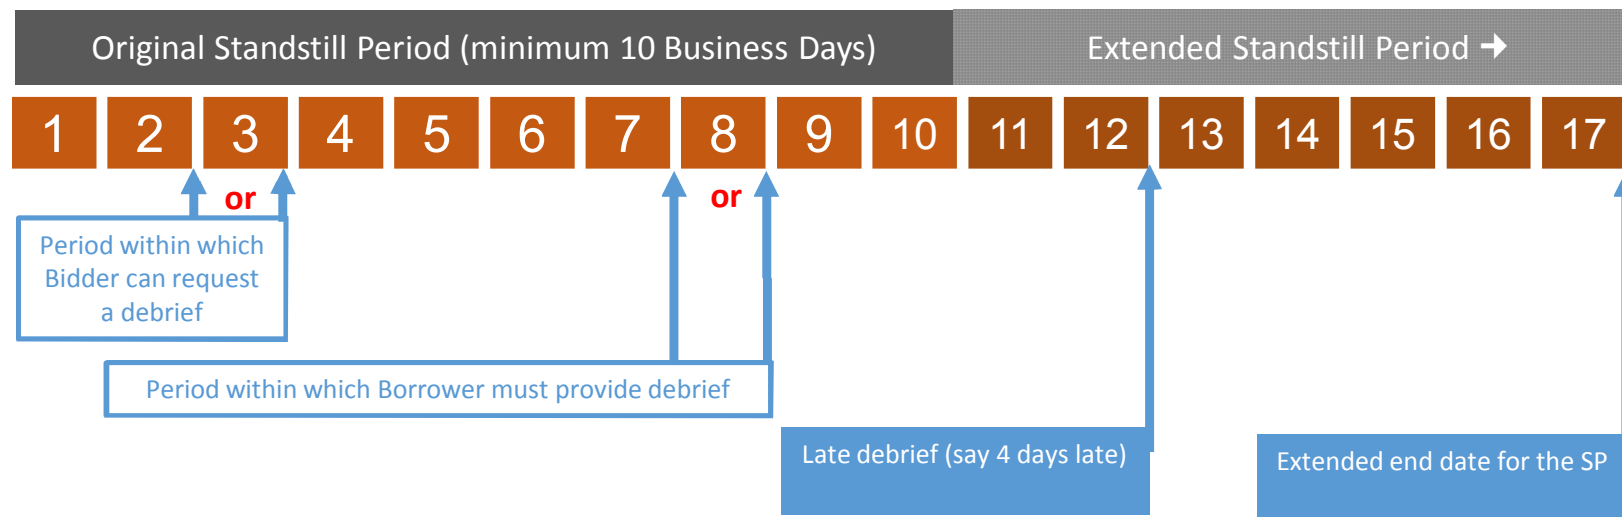 Original Standstill Period (minimum 10 Business Days)
Extended Standstill Period →
1 2 3 4 5 6 7 8 9 10 11 12 13 14 15 16 17
or
or
Period within which
Bidder can request
a debrief
Period within which Borrower must provide debrief
Late debrief (say 4 days late)
Extended end date for the SP